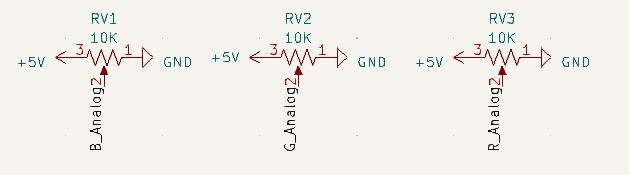 RV1
10K
+5V
3
1
GND
2
B_Analog
RV2
10K
+5V
3
1
GND
2
G_Analog
RV3
10K
+5V
3
1
GND
2
R_Analog